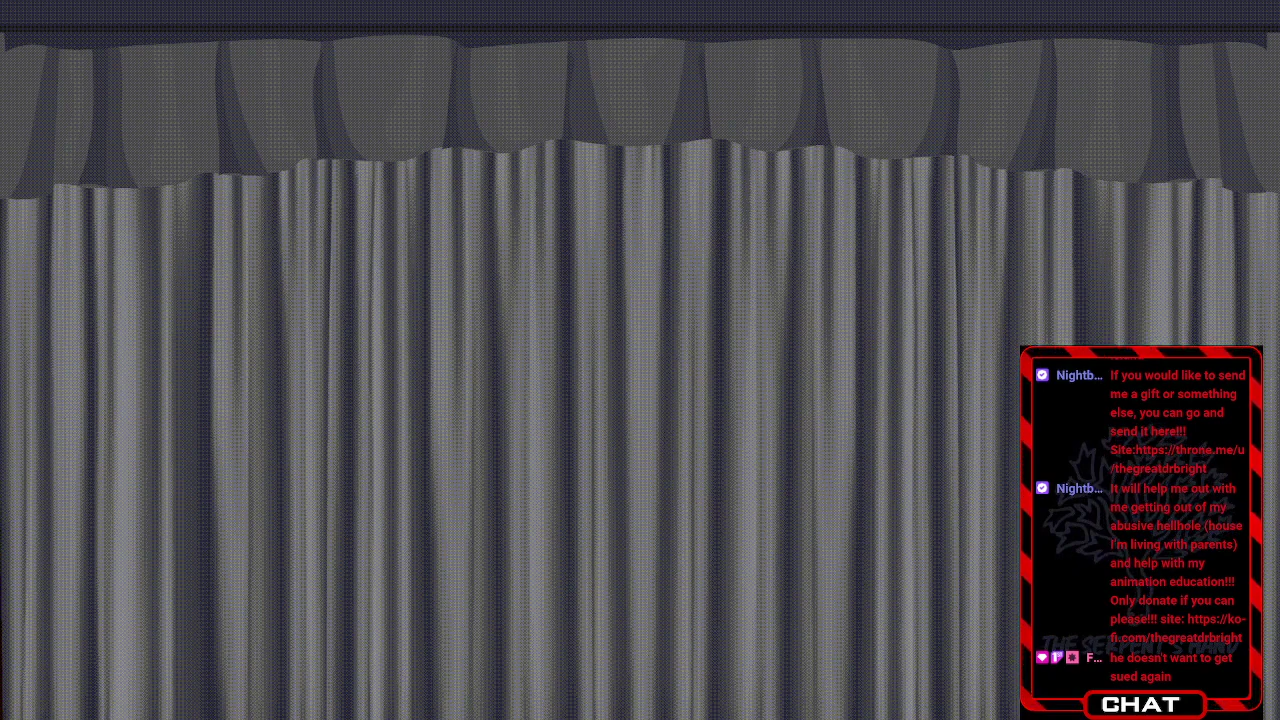 Nightb... If you would like to send
me a gift or something
else, you can go and
send it here!!!
Site:https://throne.me/u
/thegreatdrbright
Nightb... It will help me out with
me getting out of my
abusive hellhole (house
I'm living with parents)
and help with my
animation education!!!
Only donate if you can
please!!! site: https://ko-
fi.com/thegreatdrbright
THE SERPENT'S HAND
F... he doesn't want to get
sued again
CHAT